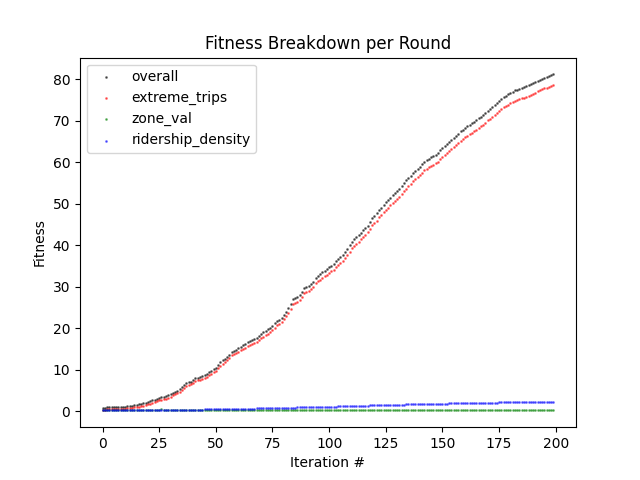 Fitness Breakdown per Round
overall
extreme_trips
zone_val
ridership_density
Fitness
80
70
60
50
40
30
20
10
0
0 25 50 75 100 125 150 175 200
Iteration #